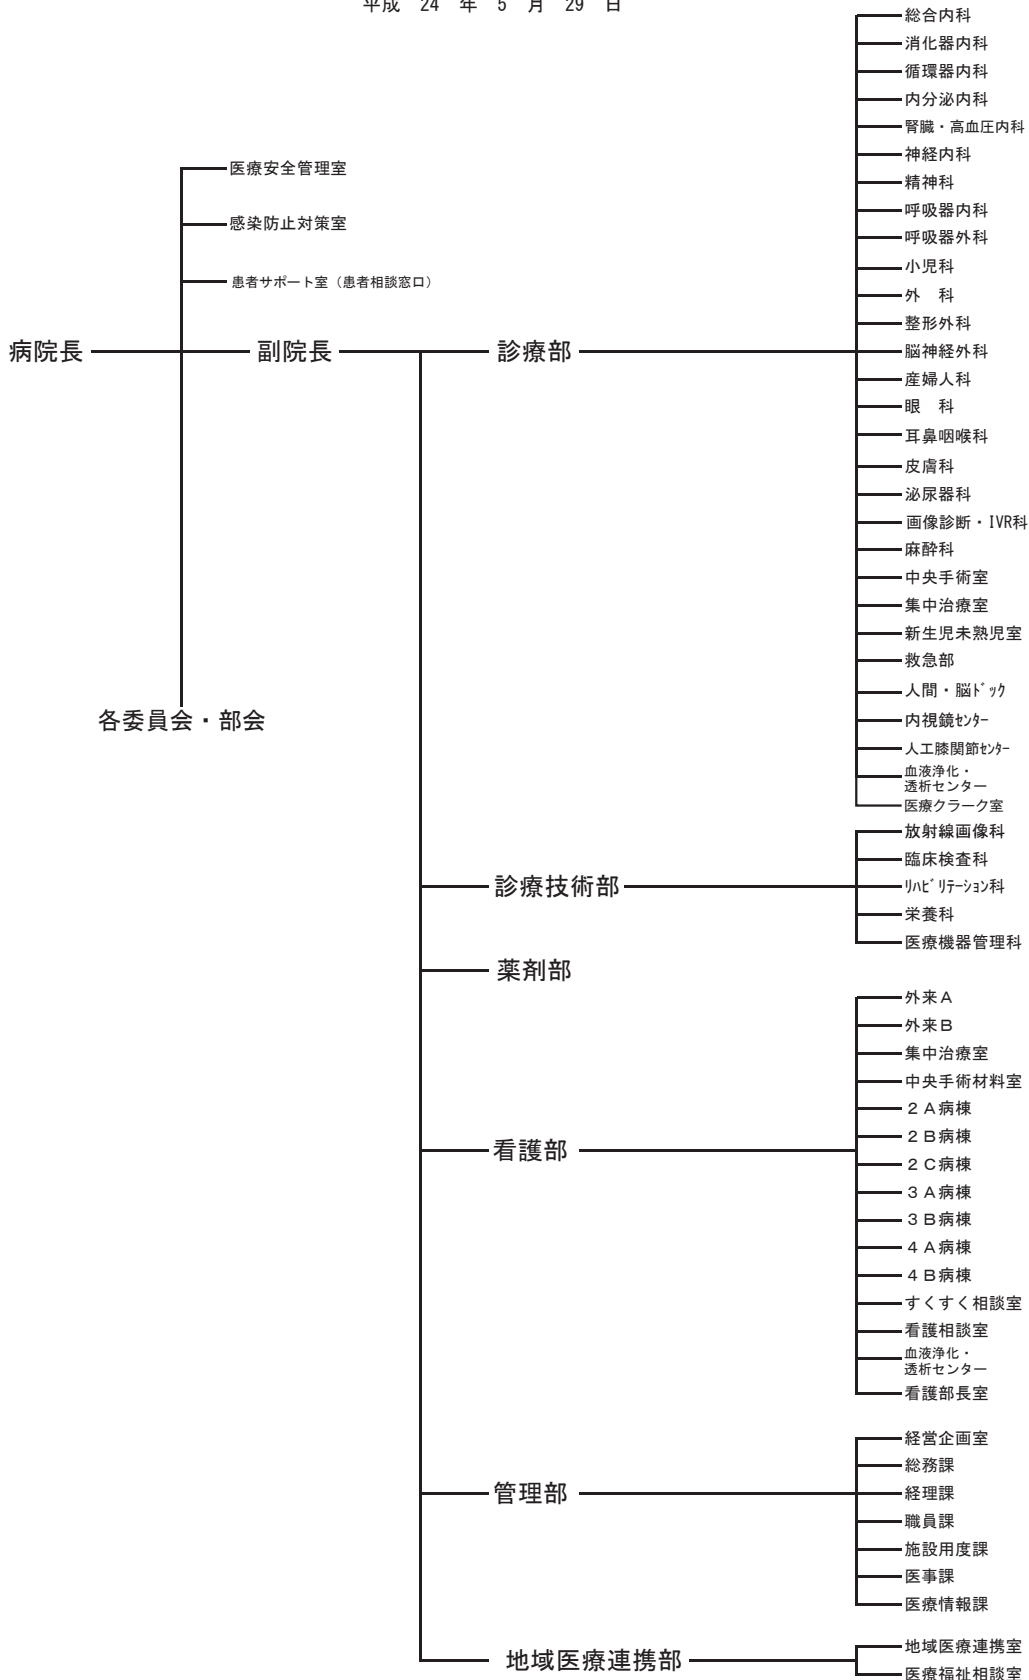 平成 24 年 5 月 29 日
病院長
医療安全管理室
感染防止対策室
患者サポート室（患者相談窓口）
各委員会・部会
副院長
診療部
総合内科
消化器内科
循環器内科
内分泌内科
腎臓・高血圧内科
神経内科
精神科
呼吸器内科
呼吸器外科
小児科
外　科
整形外科
脳神経外科
産婦人科
眼　科
耳鼻咽喉科
皮膚科
泌尿器科
画像診断・IVR科
麻酔科
中央手術室
集中治療室
新生児未熟児室
救急部
人間・脳ﾄﾞｯｸ
内視鏡ｾﾝﾀｰ
人工膝関節ｾﾝﾀｰ
血液浄化・
透析センター
医療クラーク室
診療技術部
放射線画像科
臨床検査科
ﾘﾊﾋﾞﾘﾃｰｼｮﾝ科
栄養科
医療機器管理科
薬剤部
看護部
外来Ａ
外来Ｂ
集中治療室
中央手術材料室
２Ａ病棟
２Ｂ病棟
２Ｃ病棟
３Ａ病棟
３Ｂ病棟
４Ａ病棟
４Ｂ病棟
すくすく相談室
看護相談室
血液浄化・
透析センター
看護部長室
管理部
経営企画室
総務課
経理課
職員課
施設用度課
医事課
医療情報課
地域医療連携部
地域医療連携室
医療福祉相談室